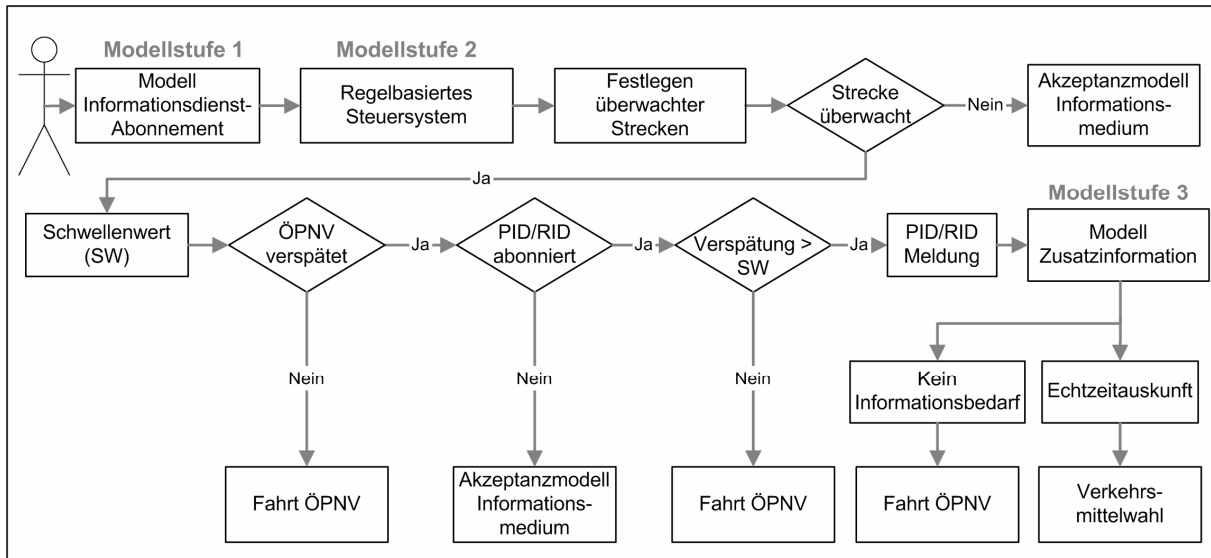 Modellstufe 1
Modellstufe 2
Modell
Informationsdienst-
Abonnement
Regelbasiertes
Steuersystem
Festlegen
überwachter
Strecken
Strecke
überwacht
Nein
Akzeptanzmodell
Informations-
medium
Ja
Modellstufe 3
Schwellenwert
(SW)
ÖPNV
verspätet
Ja
PID/RID
abonniert
Ja
Verspätung >
SW
Ja
PID/RID
Meldung
Modell
Zusatzinformation
Nein
Nein
Nein
Kein
Informationsbedarf
Echtzeitauskunft
Fahrt ÖPNV
Akzeptanzmodell
Informations-
medium
Fahrt ÖPNV
Fahrt ÖPNV
Verkehrs-
mittelwahl